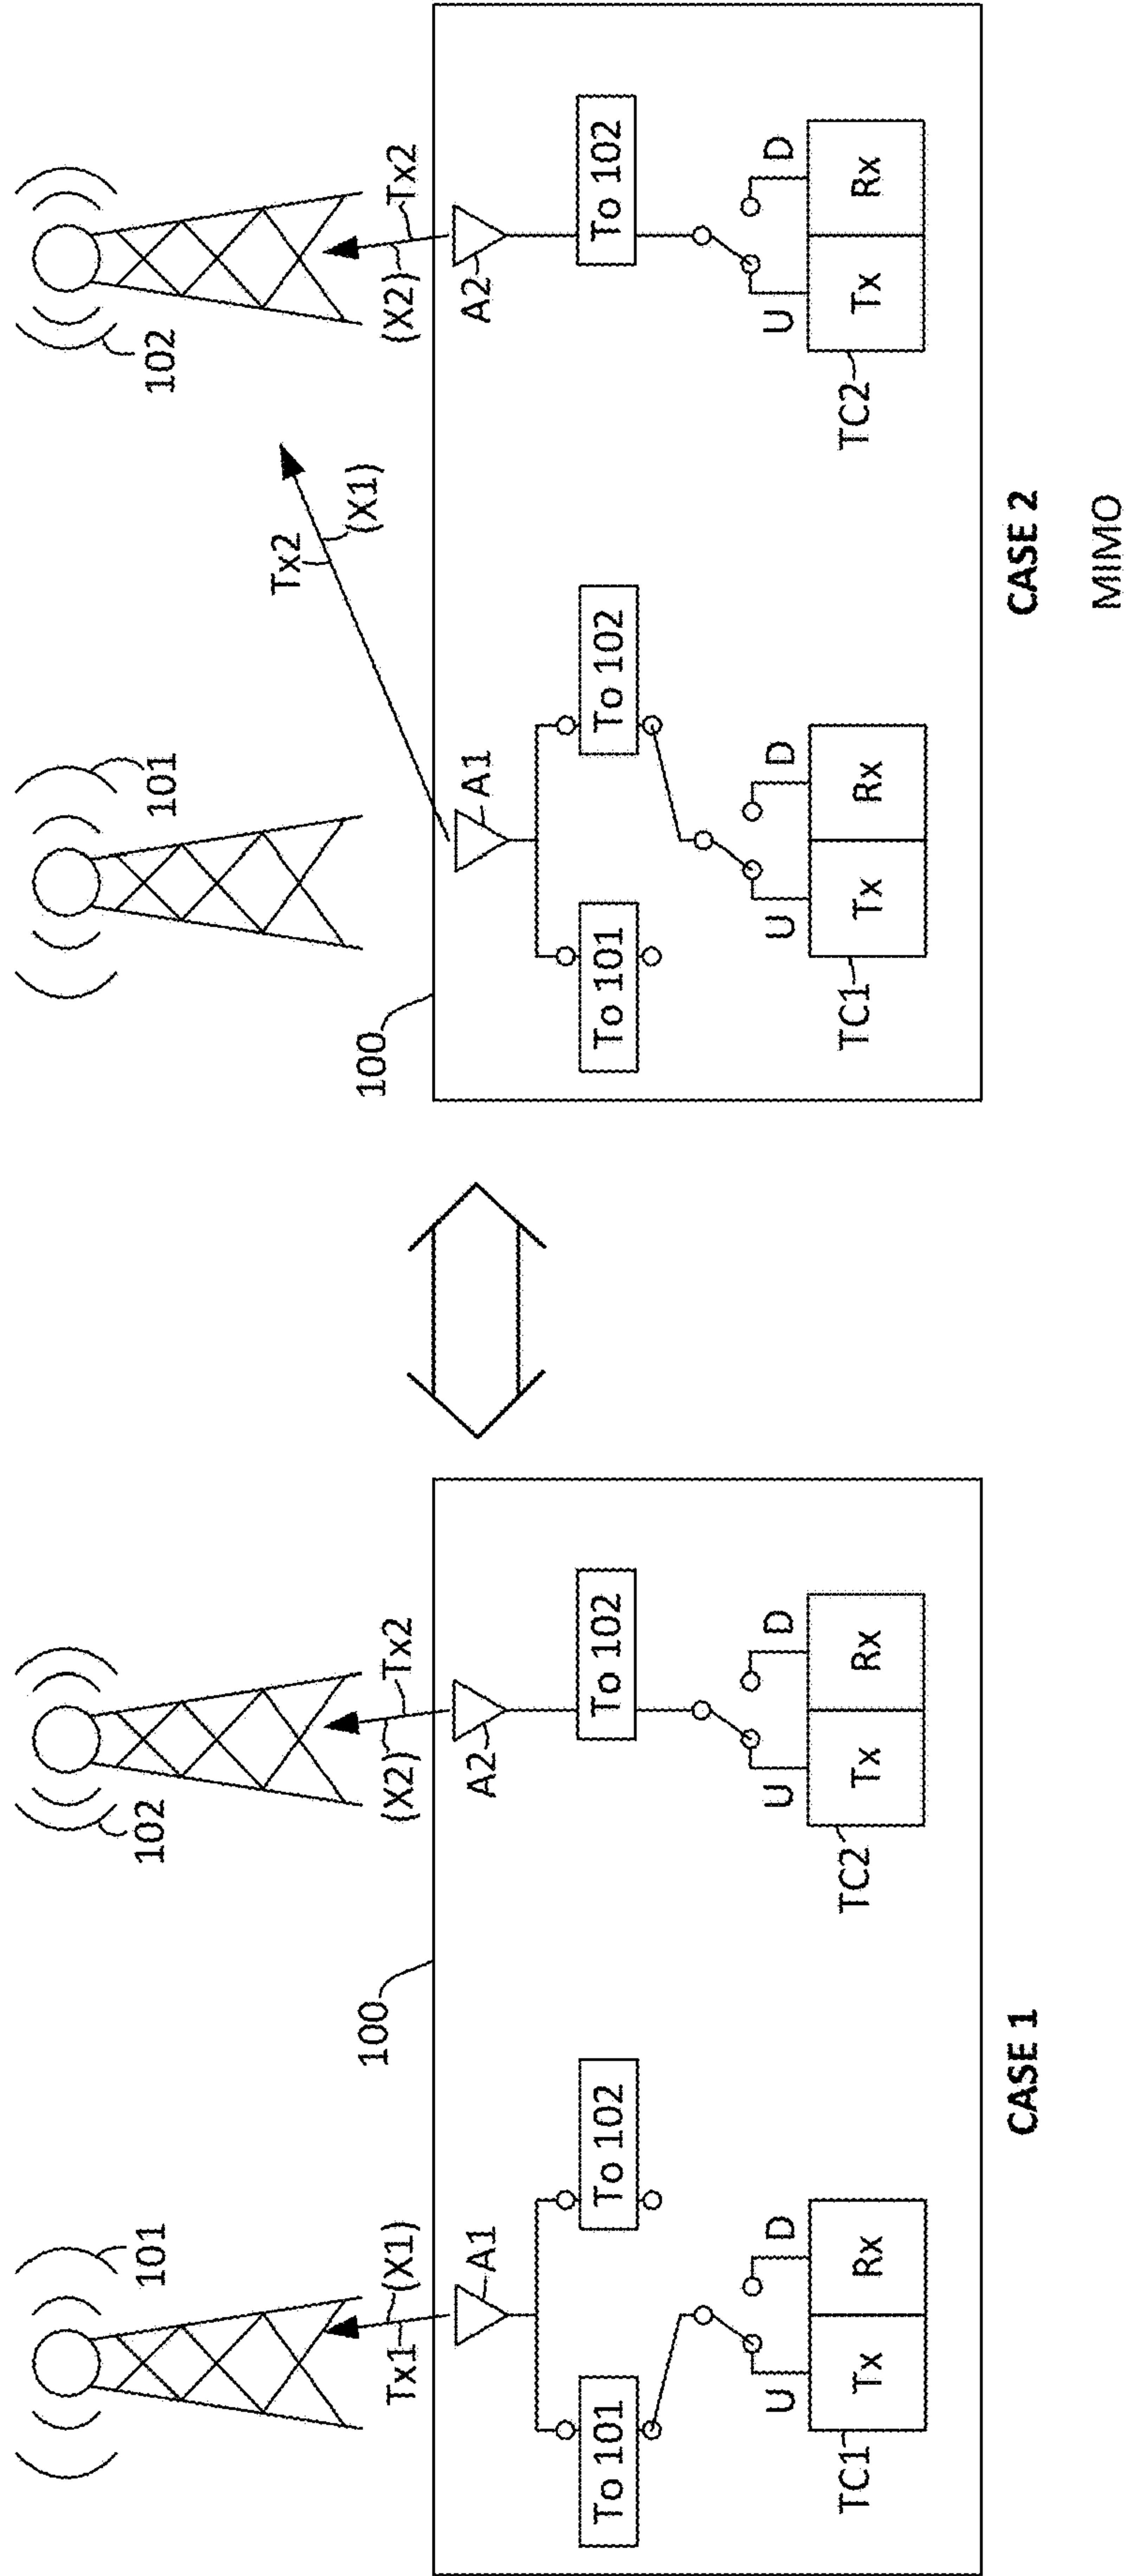 101
102
Tx1
(X1)
(X2)
Tx2
100
A1
A2
To 101
To 102
To 102
U
D
U
D
TC1
Tx
Rx
TC2
Tx
Rx
CASE 1
101
102
Tx2
(X1)
(X2)
Tx2
100
A1
A2
To 101
To 102
To 102
U
D
U
D
TC1
Tx
Rx
TC2
Tx
Rx
CASE 2
MIMO